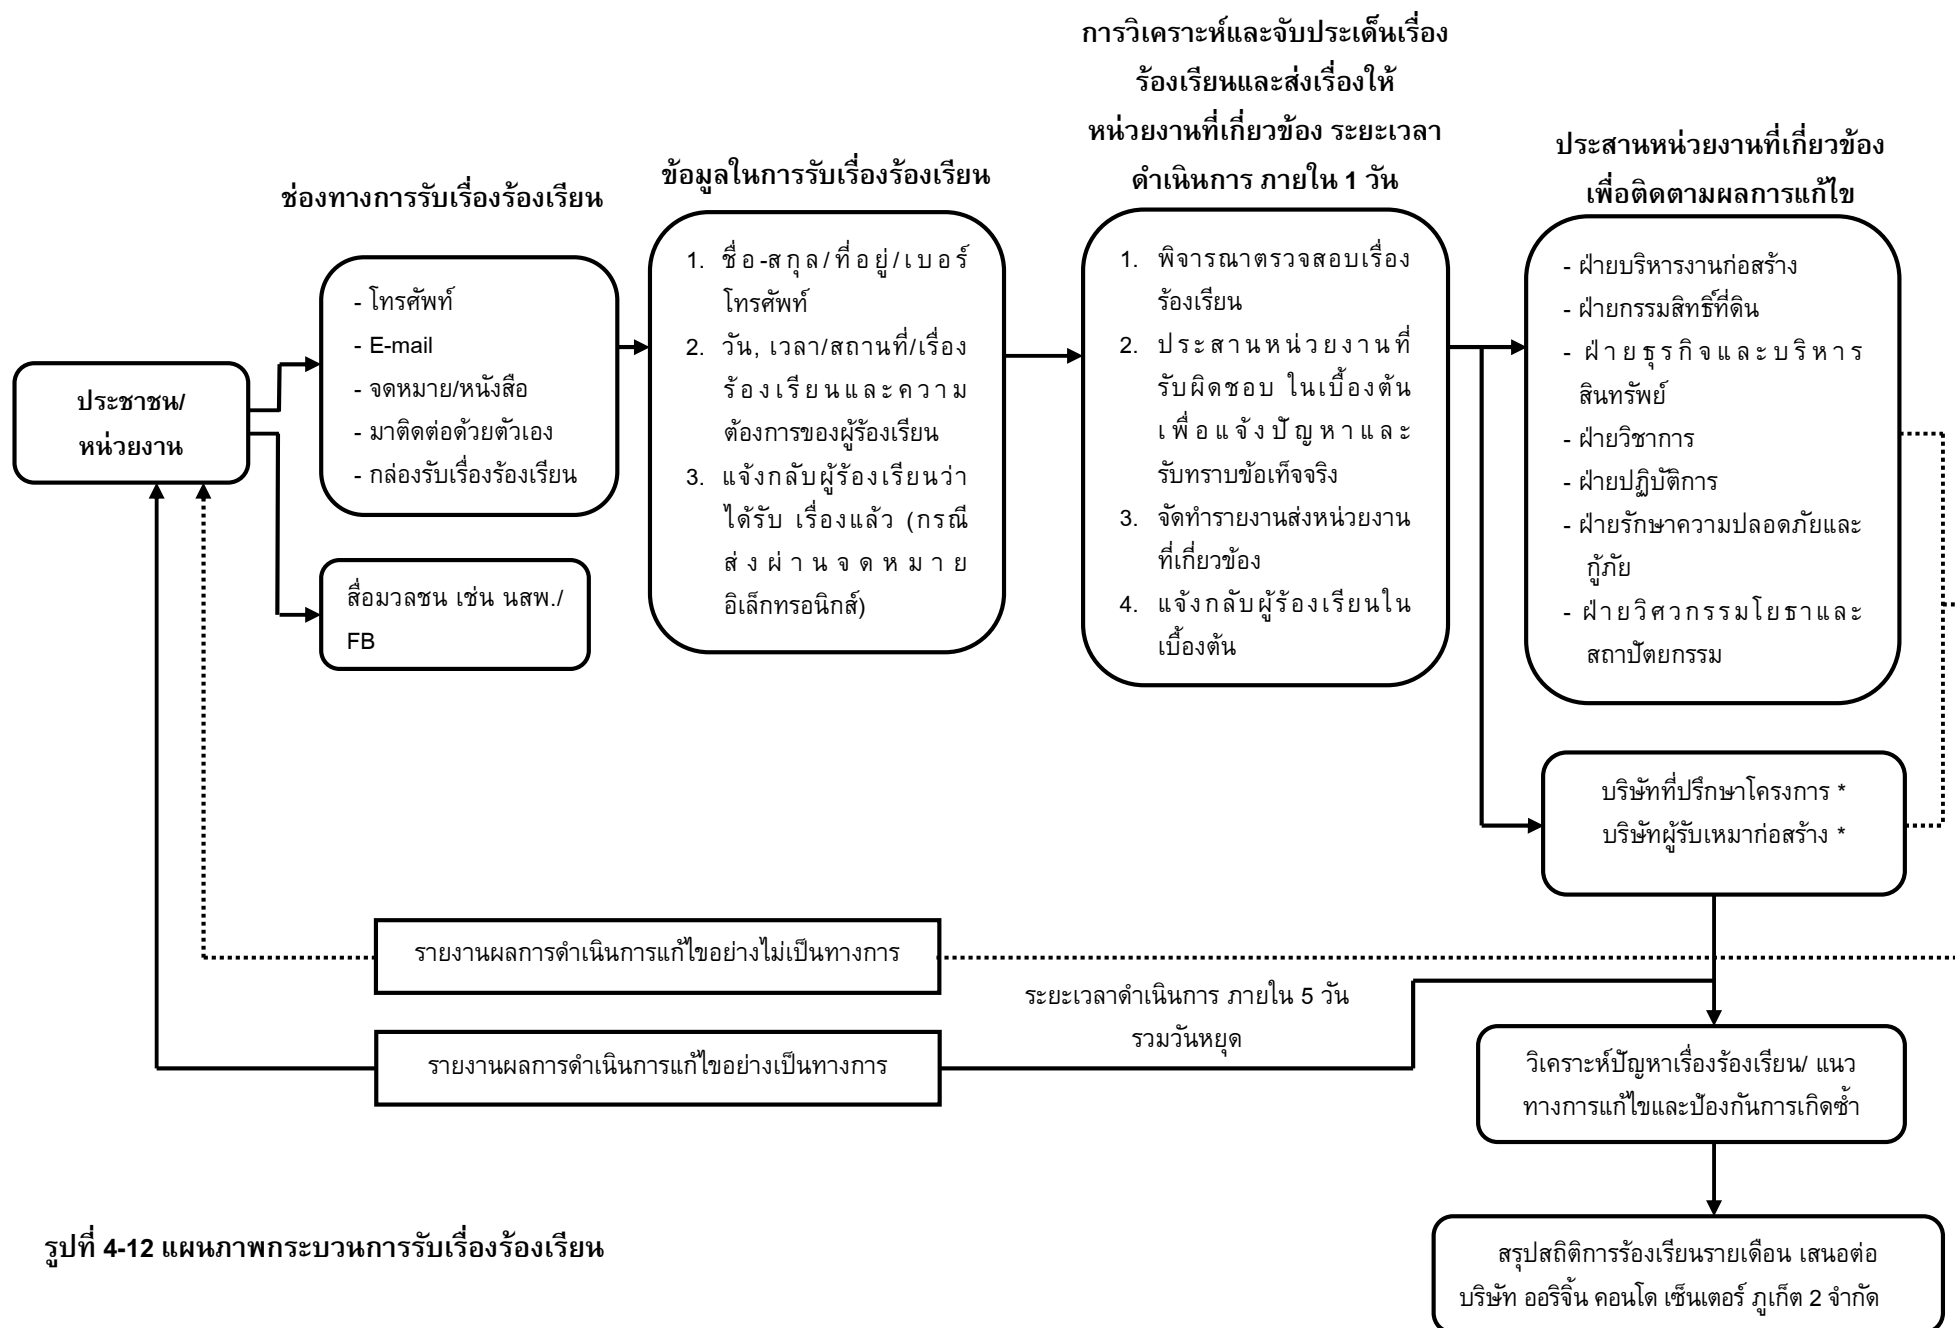 การวิเคราะห์และจับประเด็นเรื่อง
ร้องเรียนและส่งเรื่องให้
หน่วยงานที่เกี่ยวข้อง ระยะเวลา
ดำเนินการ ภายใน 1 วัน
ประสานหน่วยงานที่เกี่ยวข้อง
เพื่อติดตามผลการแก้ไข
ข้อมูลในการรับเรื่องร้องเรียน
ช่องทางการรับเรื่องร้องเรียน
ประชาชน/
หน่วยงาน
- โทรศัพท์
- E-mail
- จดหมาย/หนังสือ
- มาติดต่อด้วยตัวเอง
- กล่องรับเรื่องร้องเรียน
สื่อมวลชน เช่น นสพ./
FB
1. ชื่อ-สกุล/ที่อยู่/เบอร์
โทรศัพท์
2. วัน, เวลา/สถานที่/เรื่อง
ร้องเรียนและความ
ต้องการของผู้ร้องเรียน
3. แจ้งกลับผู้ร้องเรียนว่า
ได้รับ เรื่องแล้ว (กรณี
ส่งผ่านจดหมาย
อิเล็กทรอนิกส์)
1. พิจารณาตรวจสอบเรื่อง
ร้องเรียน
2. ประสานหน่วยงานที่
รับผิดชอบ ในเบื้องต้น
เพื่อแจ้งปัญหาและ
รับทราบข้อเท็จจริง
3. จัดทำรายงานส่งหน่วยงาน
ที่เกี่ยวข้อง
4. แจ้งกลับผู้ร้องเรียนใน
เบื้องต้น
- ฝ่ายบริหารงานก่อสร้าง
- ฝ่ายกรรมสิทธิ์ที่ดิน
- ฝ่ายธุรกิจและบริหาร
สินทรัพย์
- ฝ่ายวิชาการ
- ฝ่ายปฏิบัติการ
- ฝ่ายรักษาความปลอดภัยและ
กู้ภัย
- ฝ่ายวิศวกรรมโยธาและ
สถาปัตยกรรม
บริษัทที่ปรึกษาโครงการ *
บริษัทผู้รับเหมาก่อสร้าง *
รายงานผลการดำเนินการแก้ไขอย่างไม่เป็นทางการ
ระยะเวลาดำเนินการ ภายใน 5 วัน
รวมวันหยุด
รายงานผลการดำเนินการแก้ไขอย่างเป็นทางการ
วิเคราะห์ปัญหาเรื่องร้องเรียน/ แนว
ทางการแก้ไขและป้องกันการเกิดซ้ำ
สรุปสถิติการร้องเรียนรายเดือน เสนอต่อ
บริษัท ออริจิ้น คอนโด เซ็นเตอร์ ภูเก็ต 2 จำกัด
รูปที่ 4-12 แผนภาพกระบวนการรับเรื่องร้องเรียน